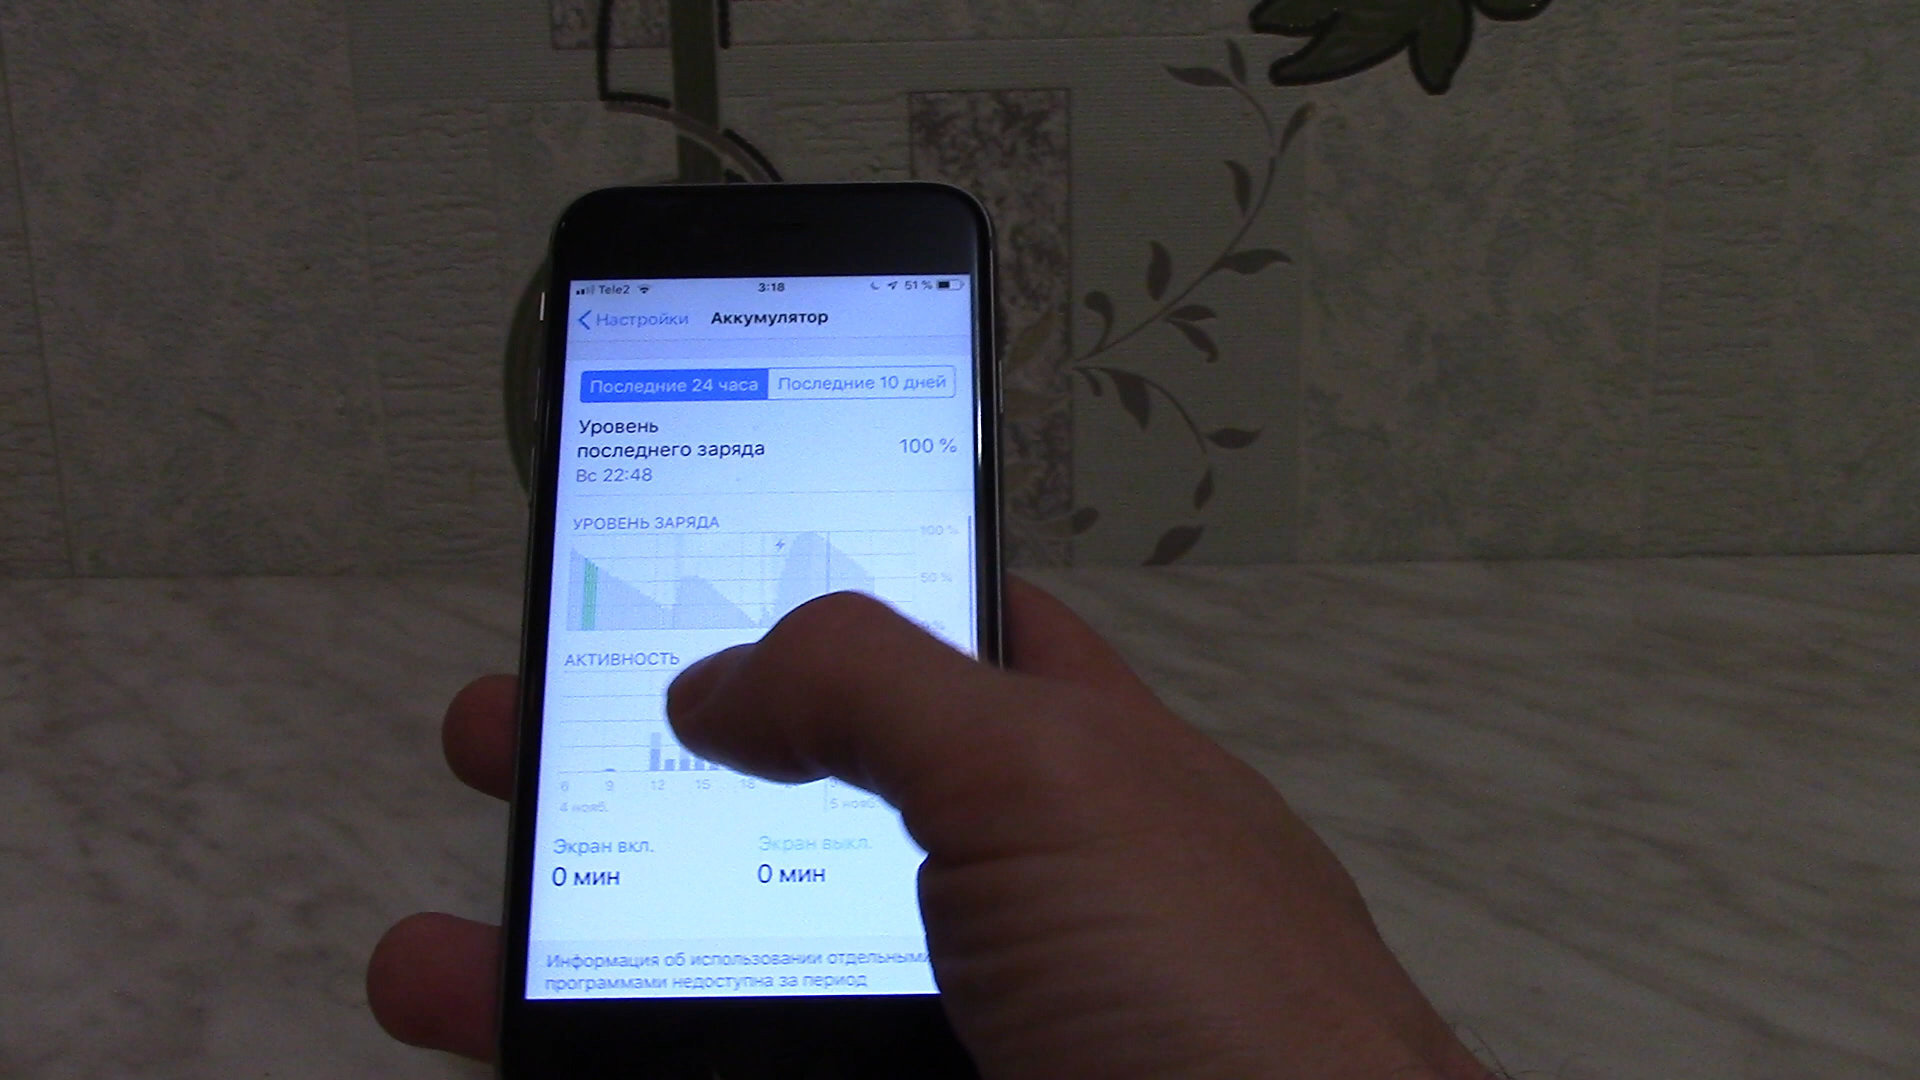 Tele2 3:18 51 %
Настройки Аккумулятор
Последние 24 часа Последние 10 дней
Уровень
последнего заряда 100 %
Вс 22:48
УРОВЕНЬ ЗАРЯДА
100 %
50 %
АКТИВНОСТЬ
6 9 12 15 18
4 нояб. 5 нояб.
Экран вкл. Экран выкл.
0 мин 0 мин
Информация об использовании отдельными
программами недоступна за период